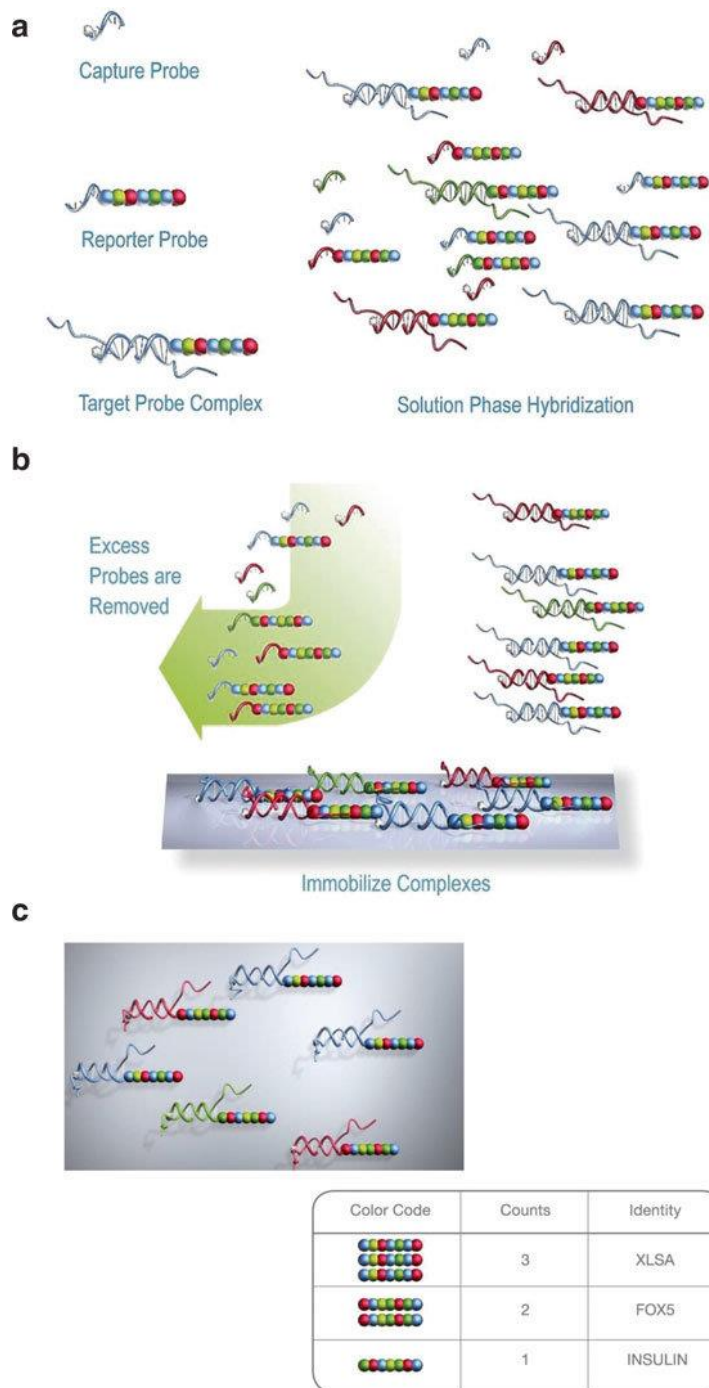 a
Capture Probe
Reporter Probe
Target Probe Complex
Solution Phase Hybridization
b
Excess
Probes are
Removed
Immobilize Complexes
c
Color Code Counts Identity
3 XLSA
2 FOX5
1 INSULIN